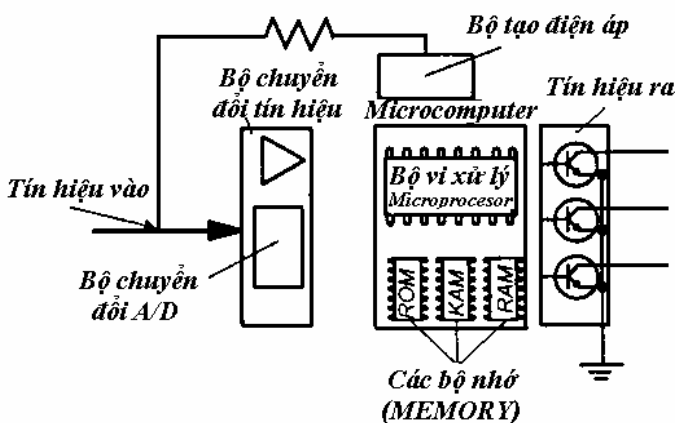 Bộ tạo điện áp
Bộ chuyển
đổi tín hiệu
Microcomputer
Tín hiệu ra
Bộ vi xử lý
Microprocesor
Tín hiệu vào
Bộ chuyển
đổi A/D
ROM
KAM
RAM
Các bộ nhớ
(MEMORY)